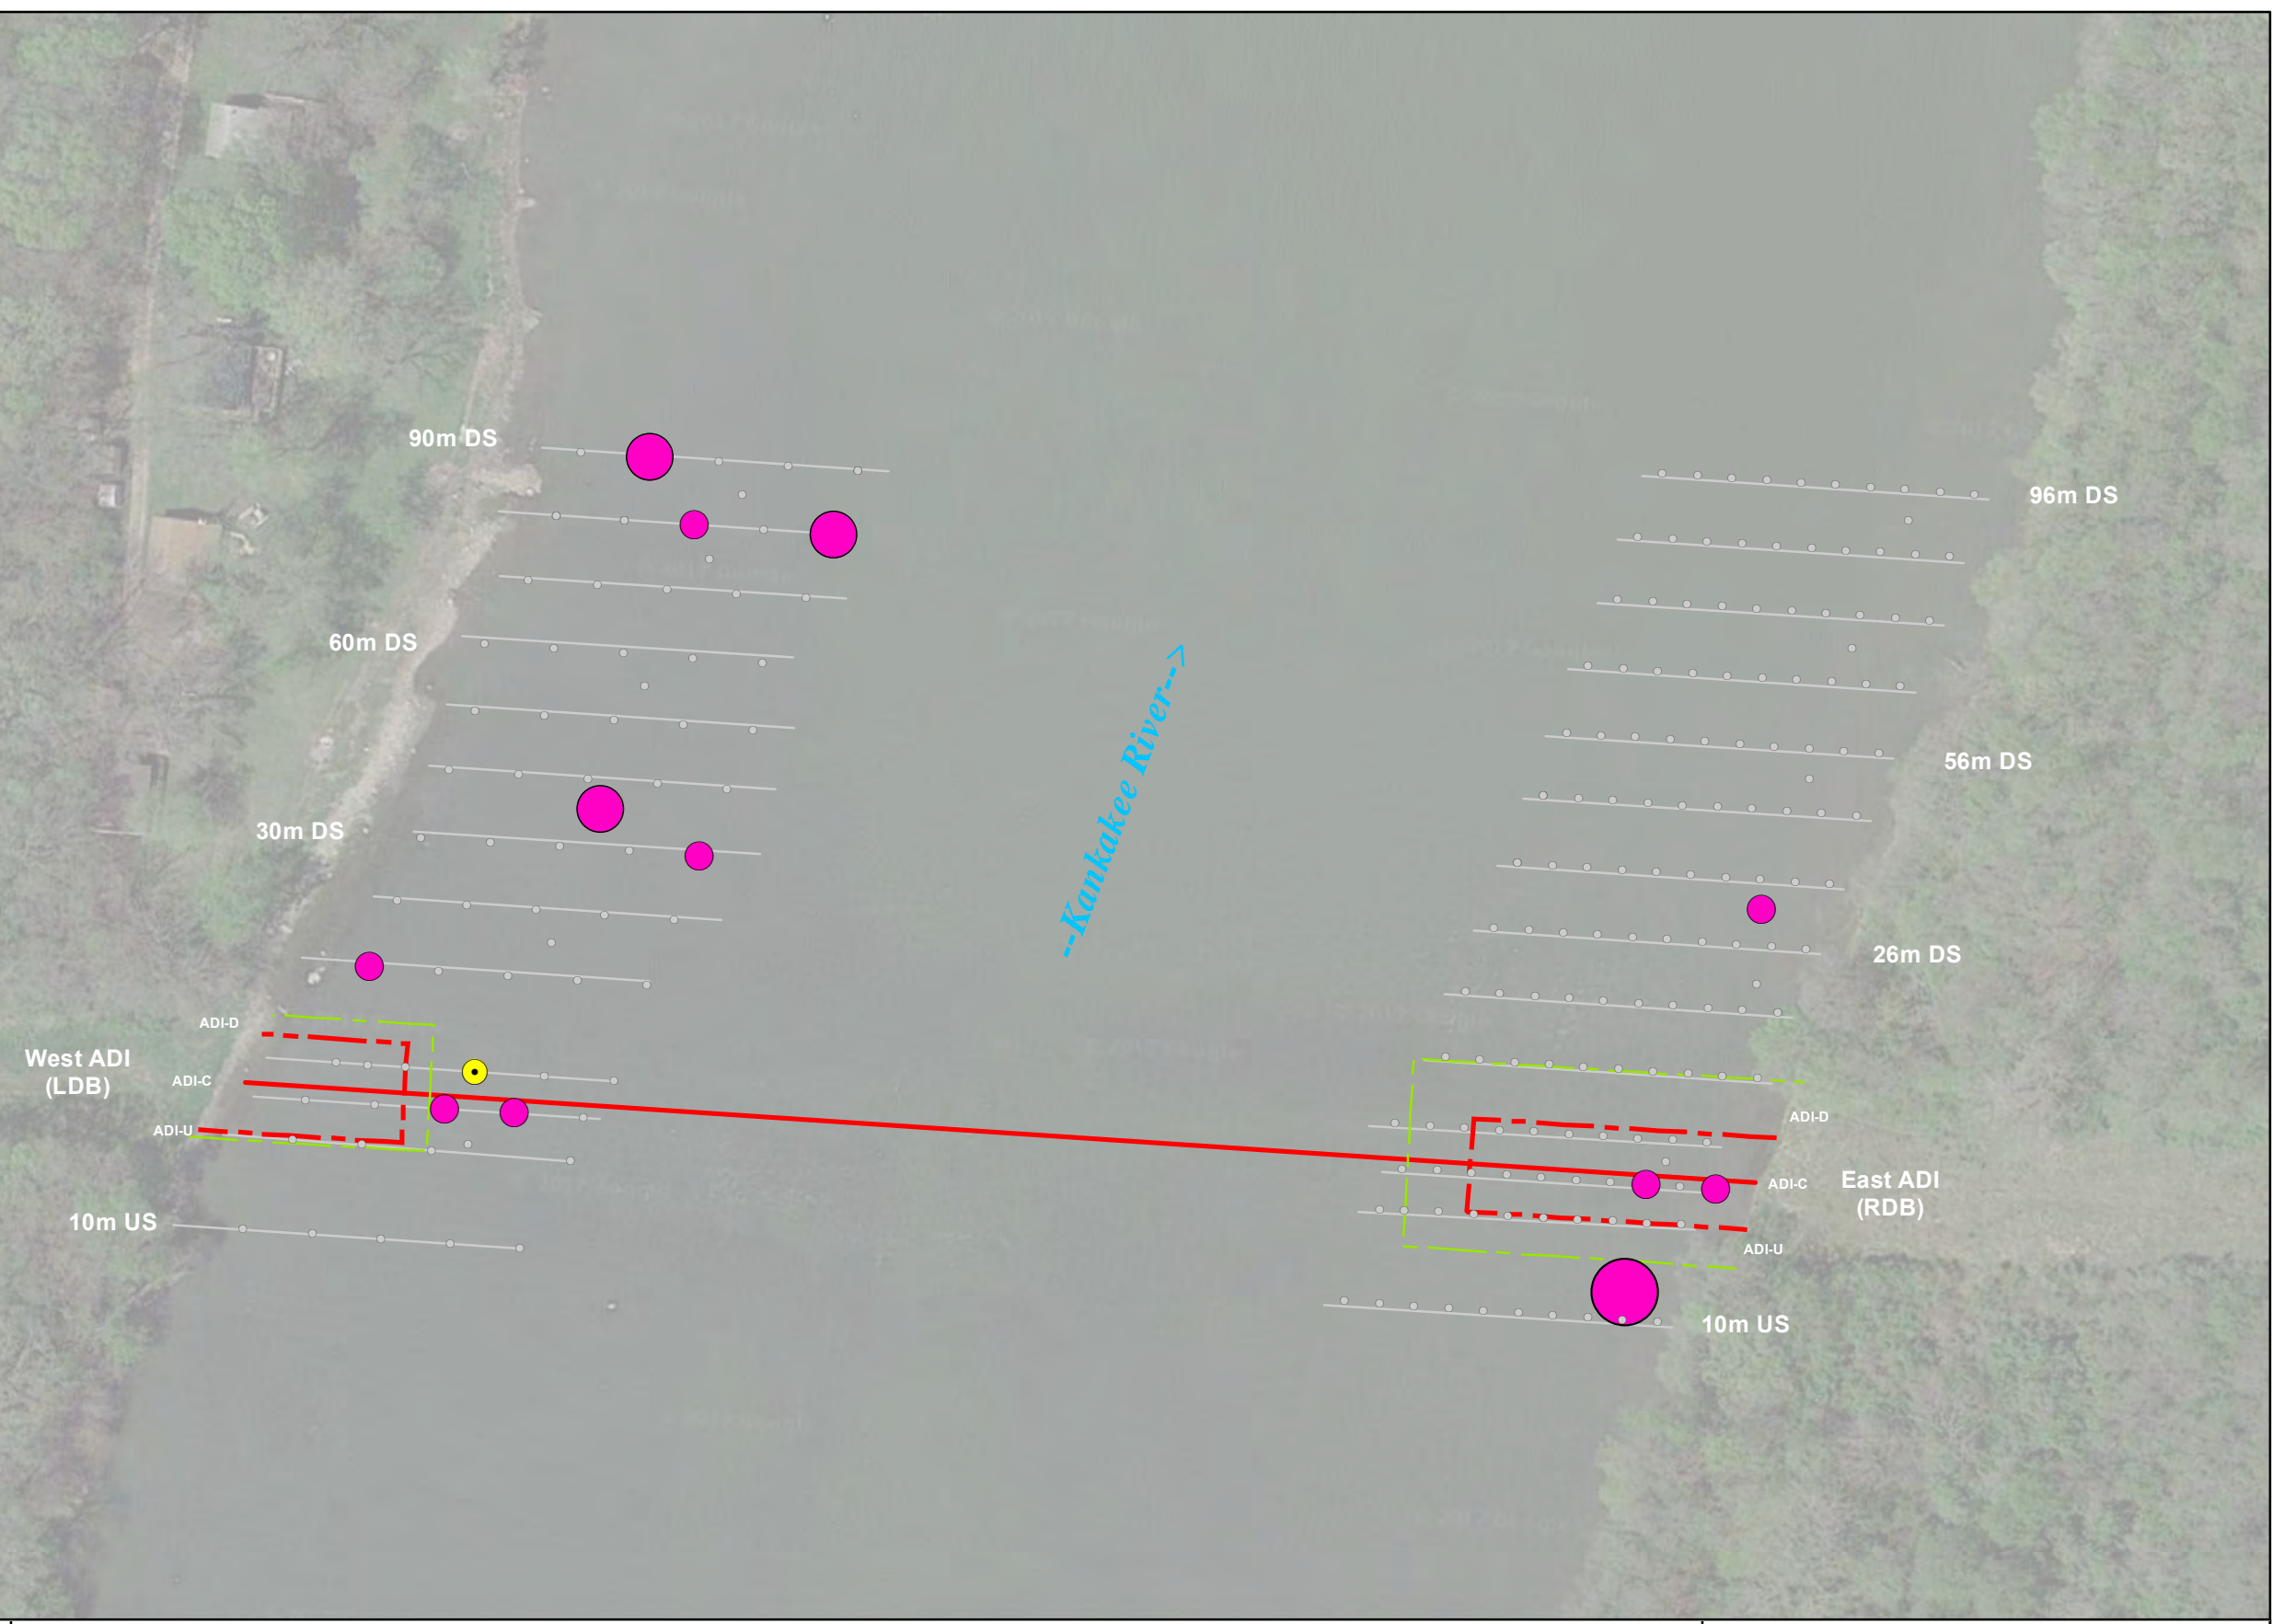 90m DS
96m DS
60m DS
--Kankakee River-->
56m DS
30m DS
26m DS
ADI-D
West ADI
(LDB)
ADI-C
ADI-U
ADI-D
East ADI
(RDB)
ADI-C
ADI-U
10m US
10m US